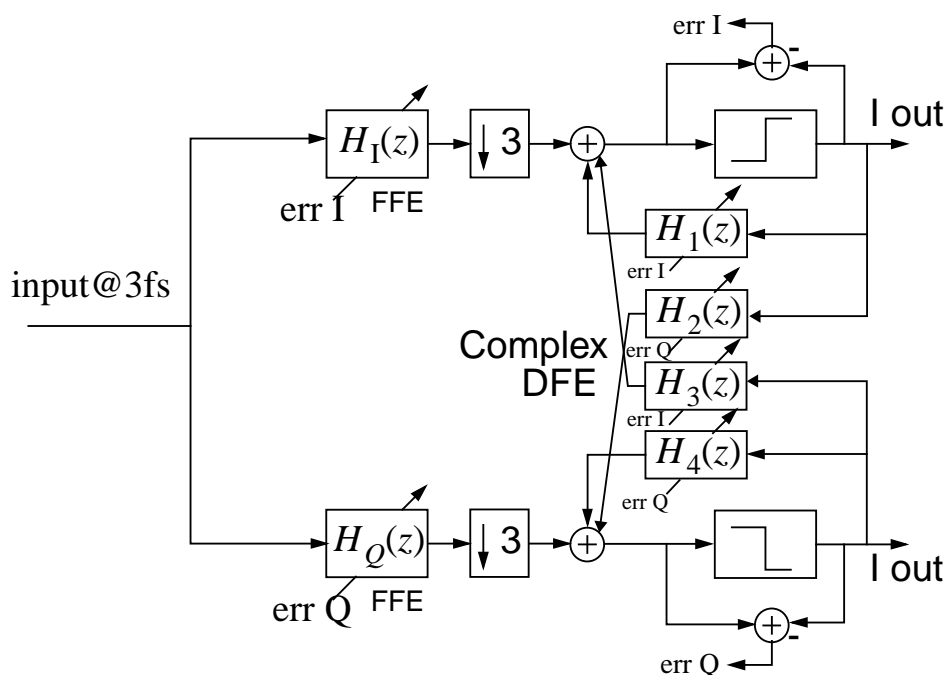 err I
-
+
I out
H_I(z)
↓ 3
+
err I
FFE
H_1(z)
err I
input@3fs
H_2(z)
Complex
DFE
err Q
H_3(z)
err I
H_4(z)
err Q
H_Q(z)
↓ 3
+
I out
err Q
FFE
+
-
err Q